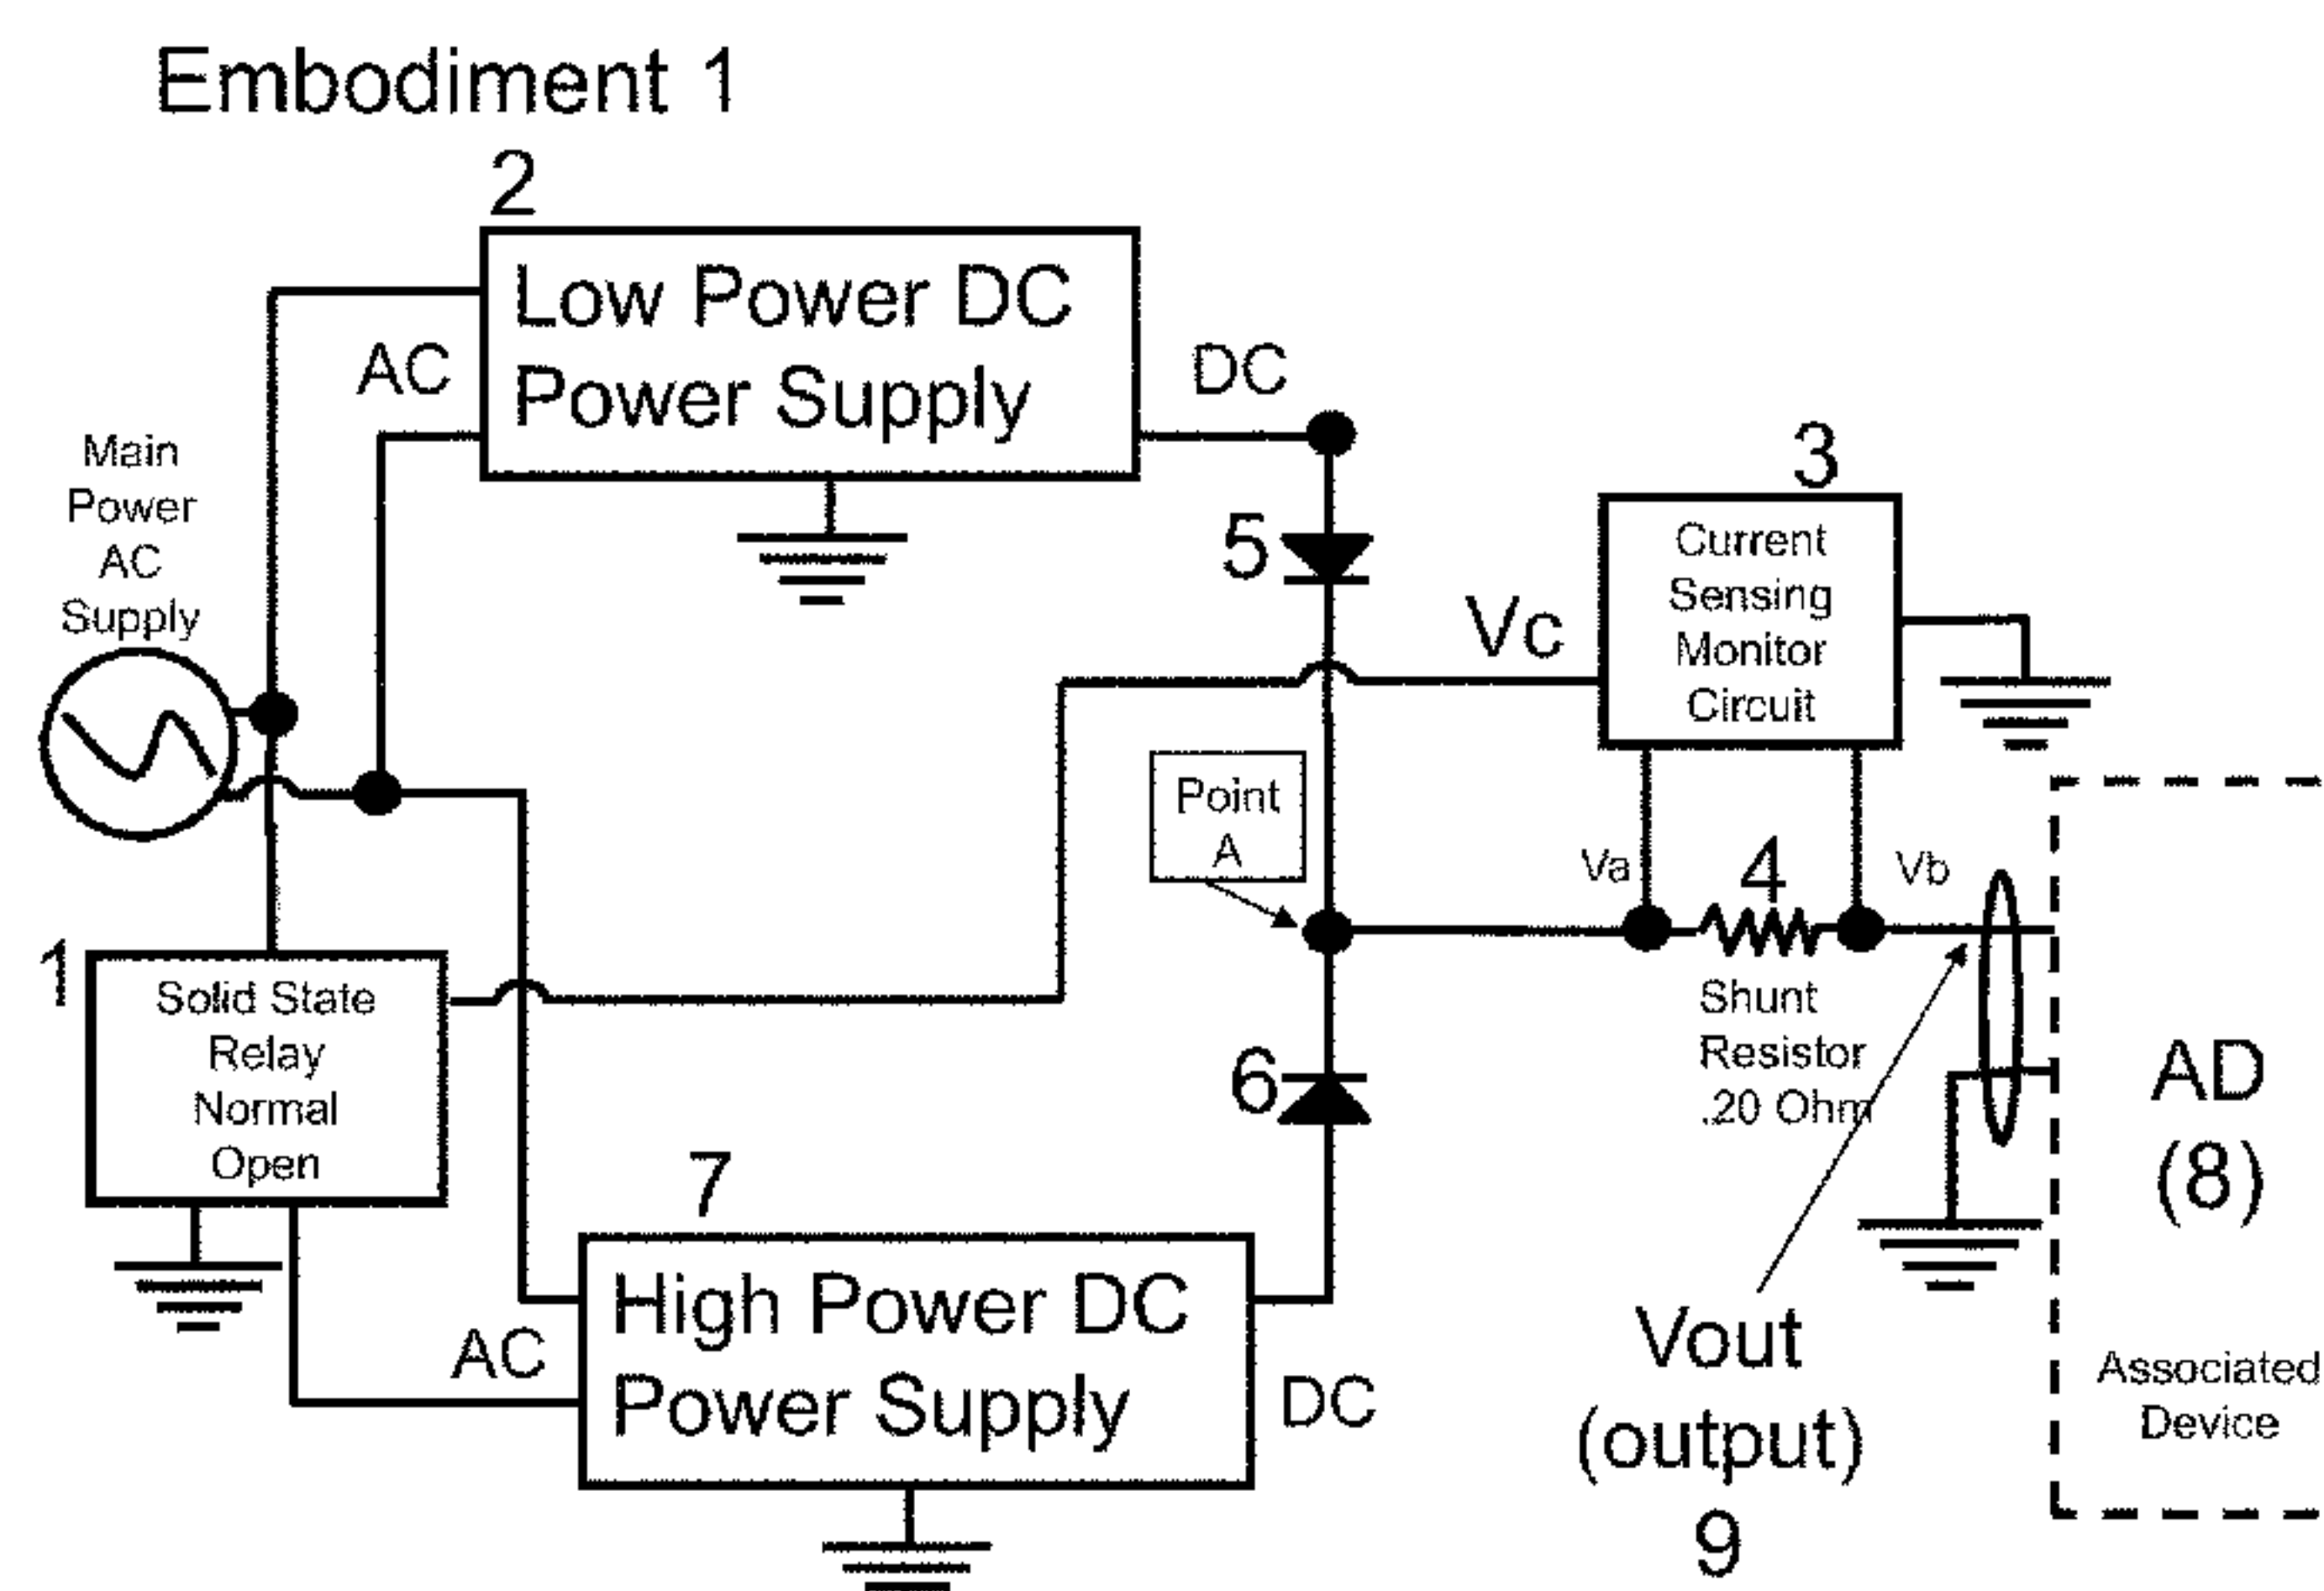 Embodiment 1
2
Low Power DC
Power Supply
AC
DC
Main
Power
AC
Supply
5
3
Current
Sensing
Monitor
Circuit
Vc
Point
A
Va
4
Vb
1
Solid State
Relay
Normal
Open
Shunt
Resistor
.20 Ohm
6
AD
(8)
7
High Power DC
Power Supply
AC
DC
Vout
(output)
9
Associated
Device